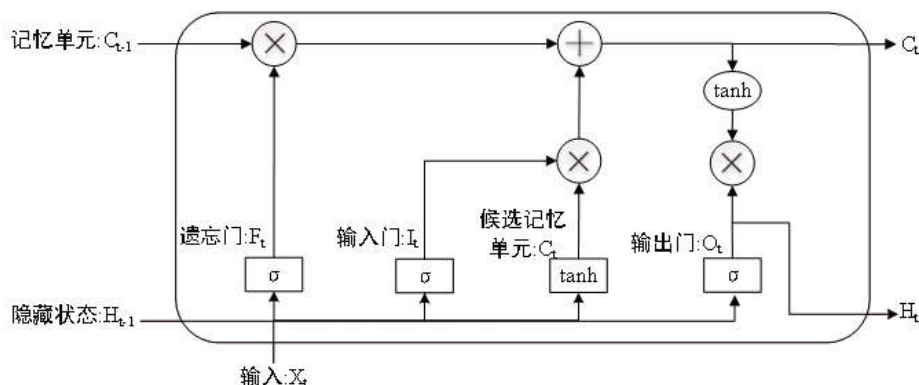 记忆单元:Cₜ₋₁
Cₜ
tanh
遗忘门:Fₜ
输入门:Iₜ
候选记忆
单元:Cₜ
输出门:Oₜ
σ
σ
tanh
σ
隐藏状态:Hₜ₋₁
Hₜ
输入:Xₜ